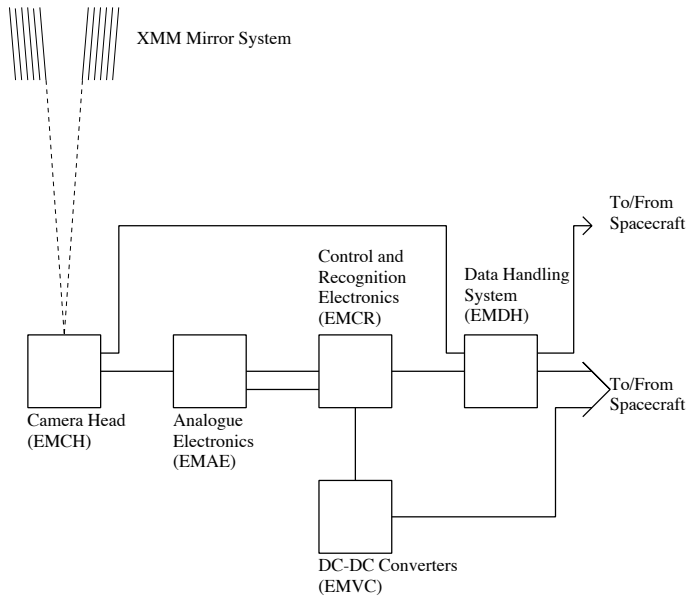 XMM Mirror System
To/From
Spacecraft
Control and
Recognition
Electronics
(EMCR)
Data Handling
System
(EMDH)
To/From
Spacecraft
Camera Head
(EMCH)
Analogue
Electronics
(EMAE)
DC-DC Converters
(EMVC)